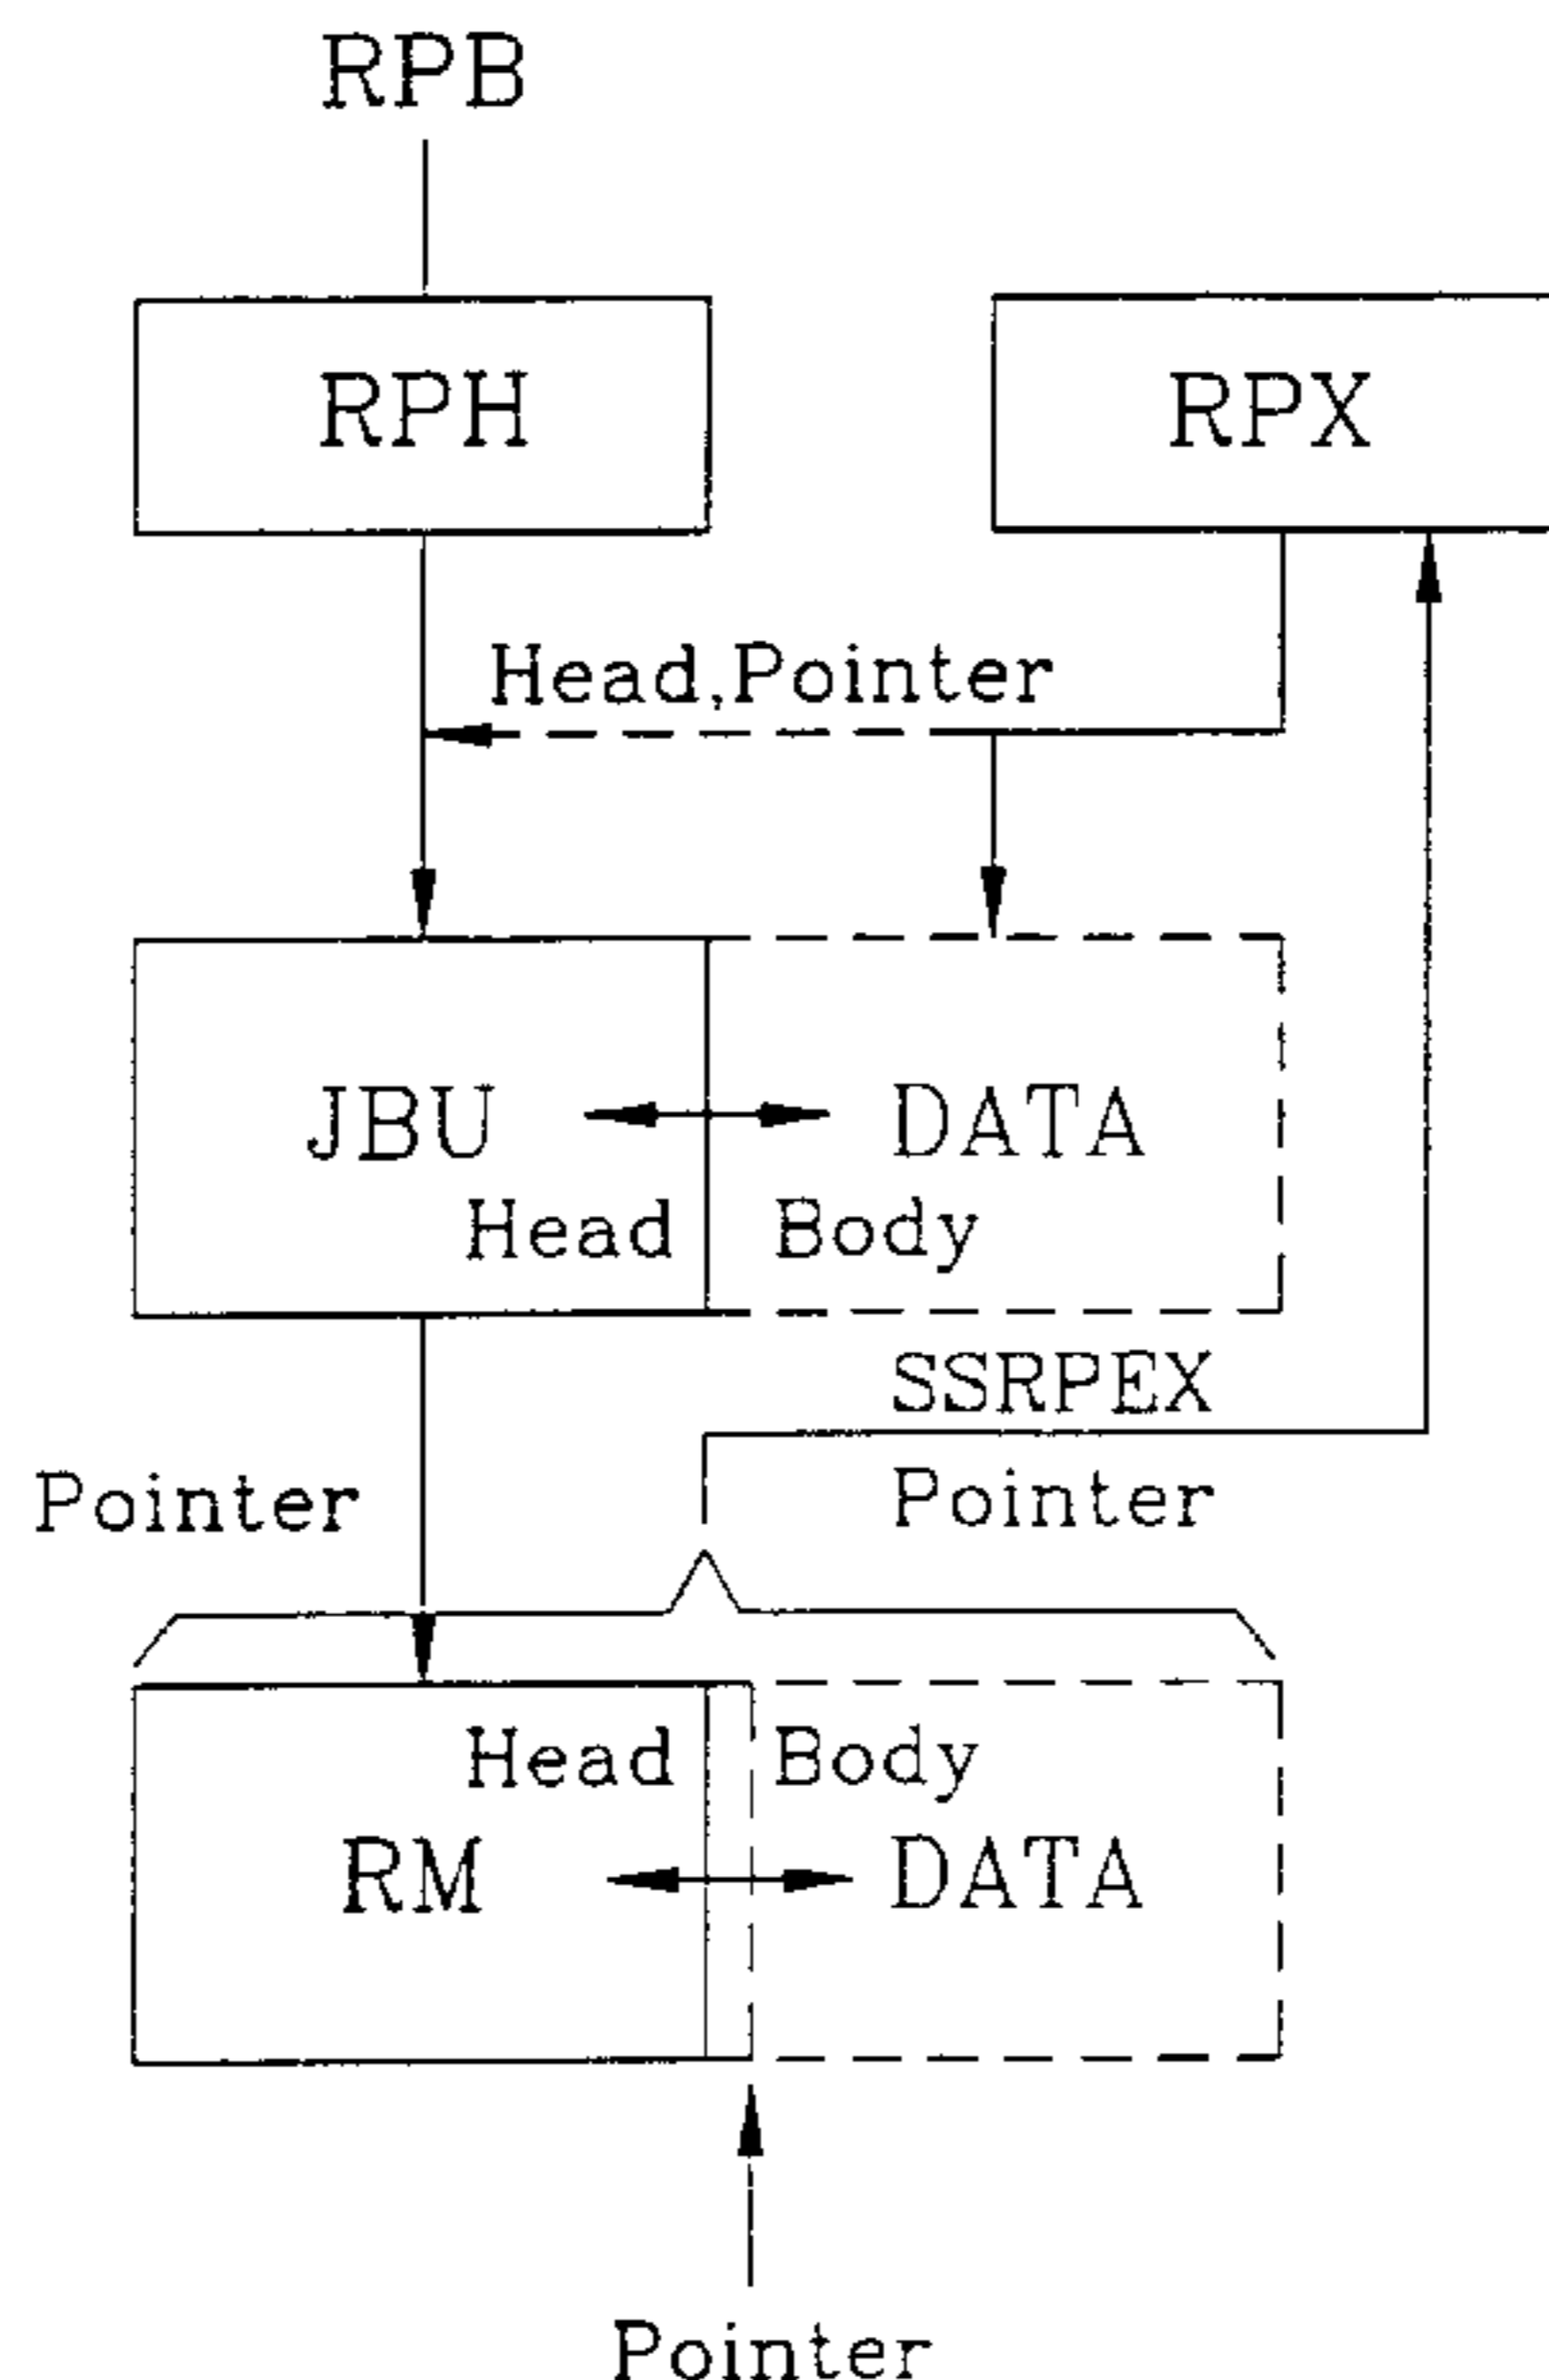 RPB
RPH
RPX
Head,Pointer
JBU
DATA
Head
Body
SSRPEX
Pointer
Pointer
Head
Body
RM
DATA
Pointer